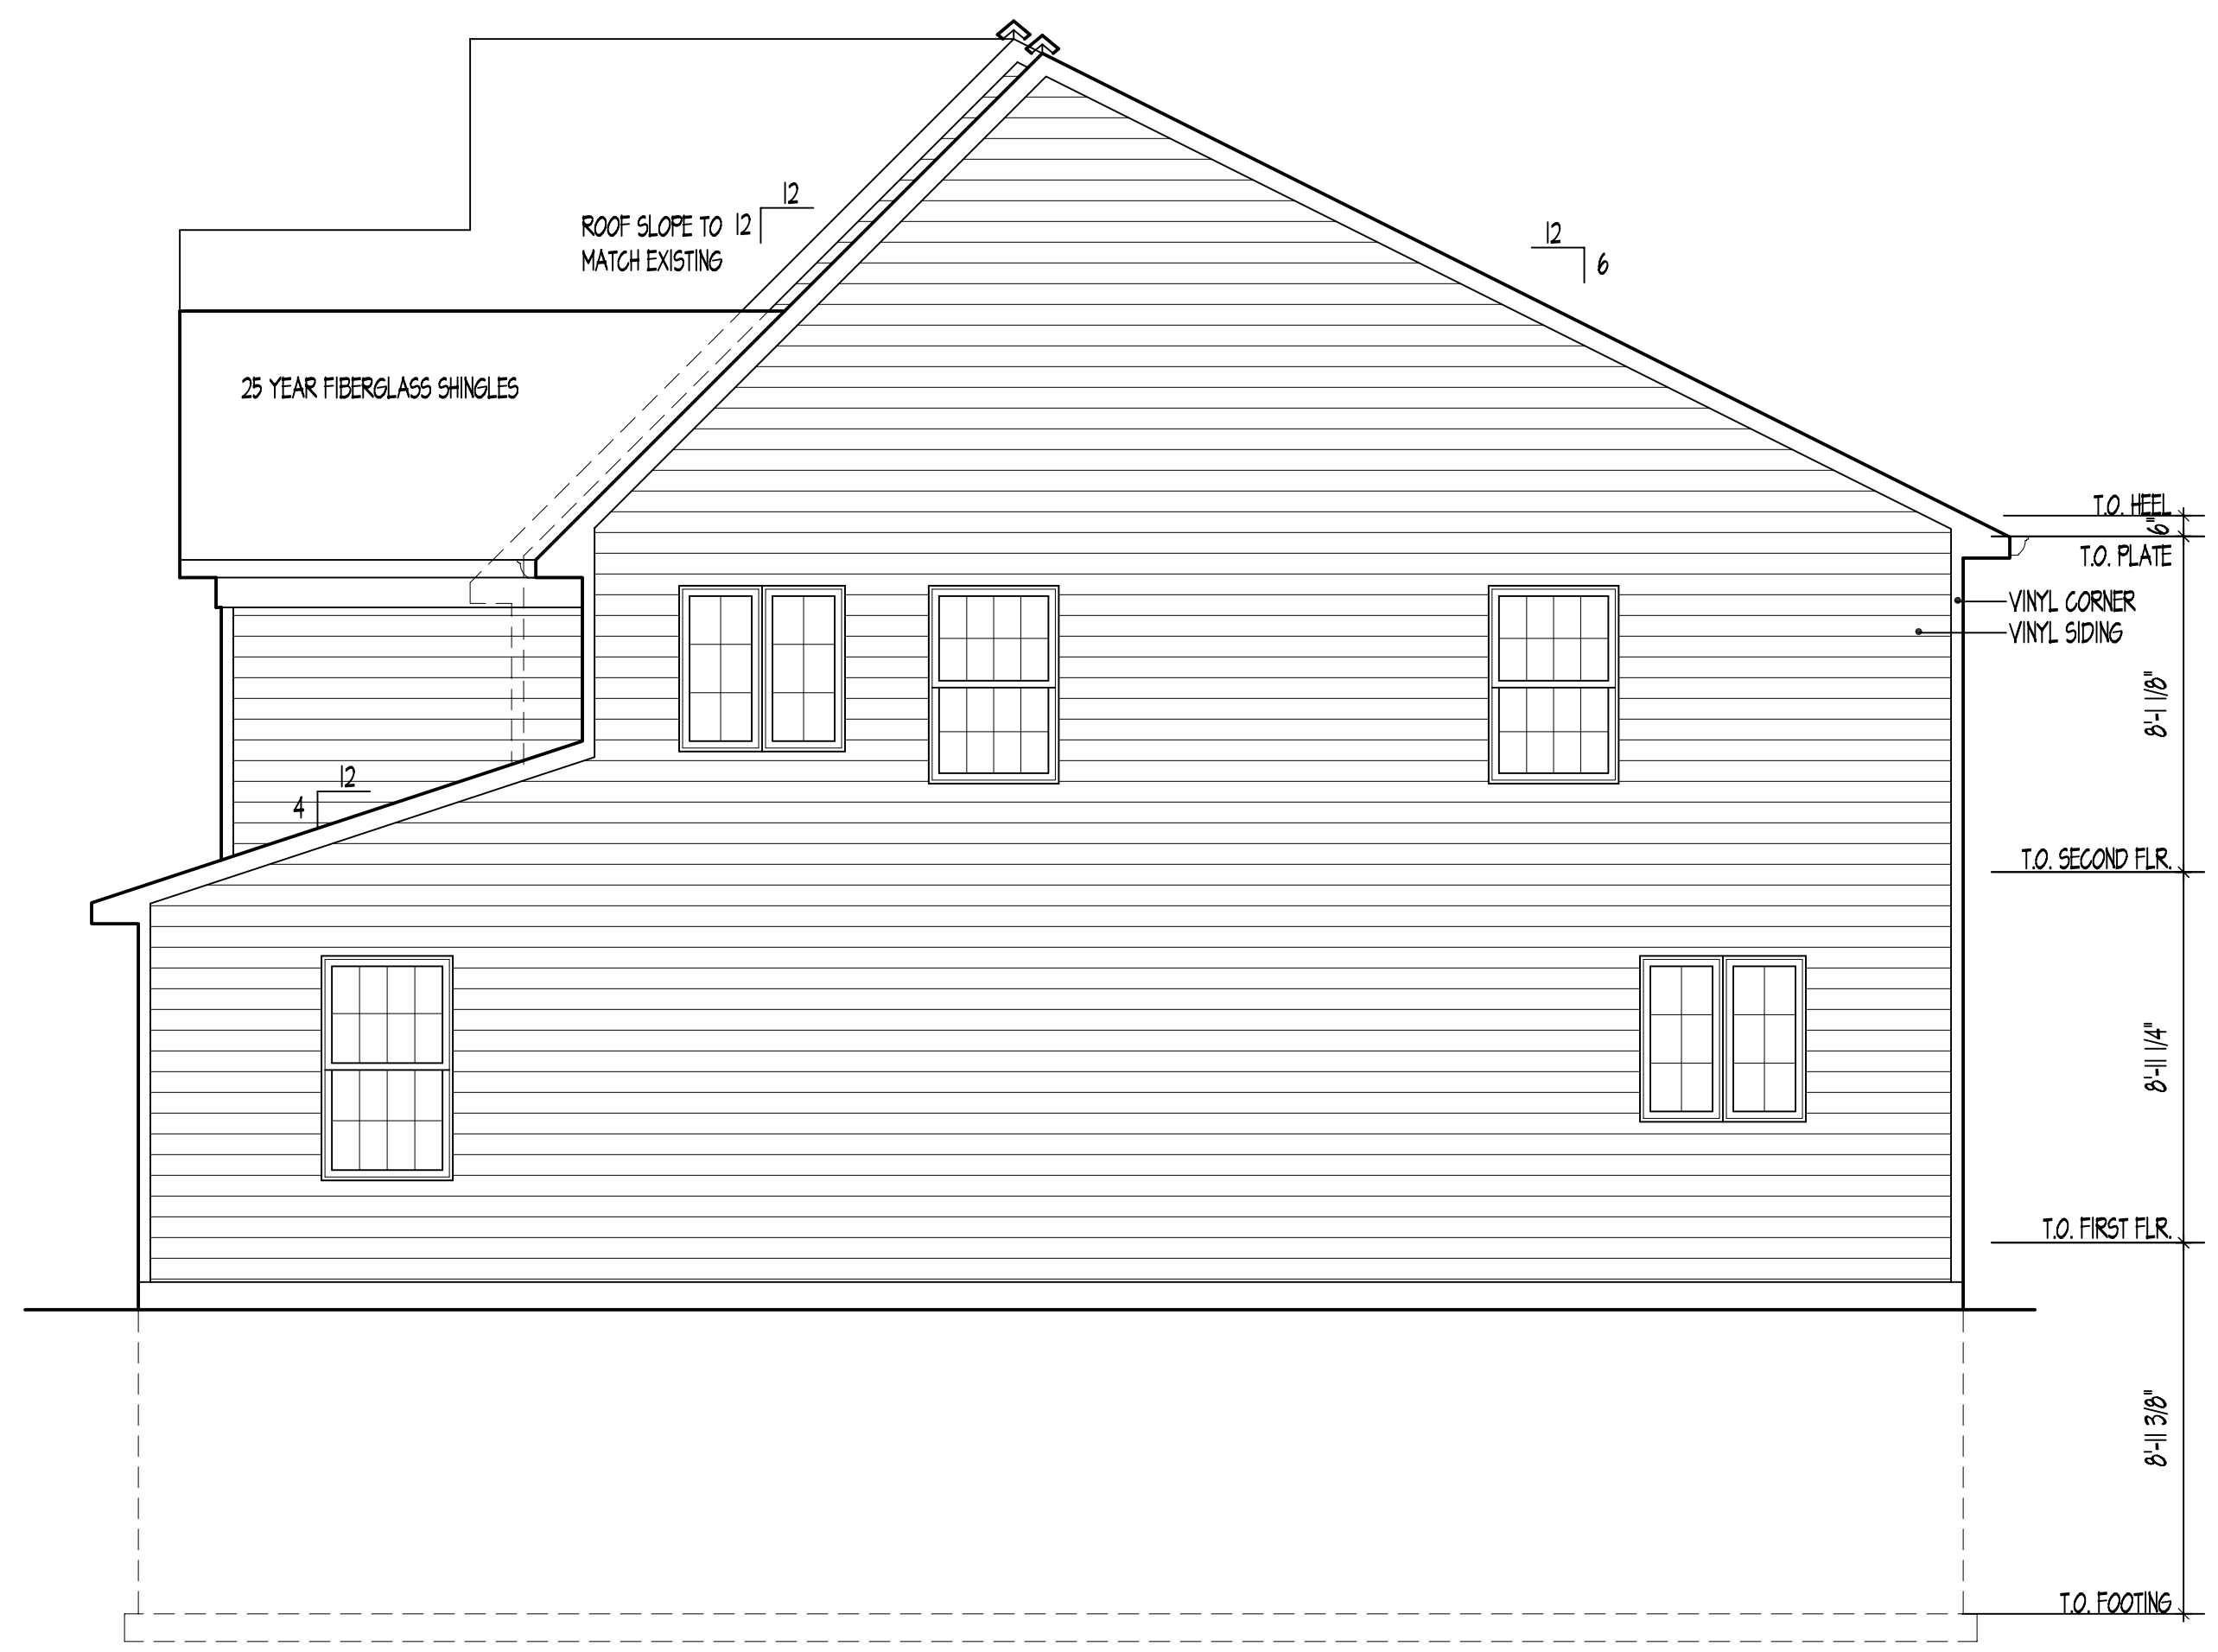 12
ROOF SLOPE TO 12
MATCH EXISTING
12
6
25 YEAR FIBERGLASS SHINGLES
T.O. HEEL
6"
T.O. PLATE
VINYL CORNER
VINYL SIDING
8'-1 1/8"
12
4
T.O. SECOND FLR.
8'-11 1/4"
T.O. FIRST FLR.
8'-11 3/8"
T.O. FOOTING